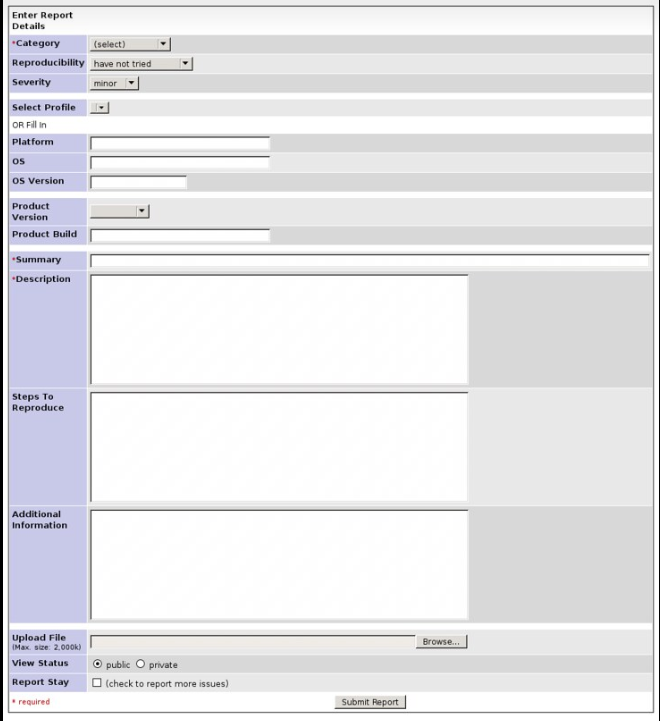 Enter Report
Details
*Category
(select)
Reproducibility
have not tried
Severity
minor
Select Profile
OR Fill In
Platform
OS
OS Version
Product
Version
Product Build
*Summary
*Description
Steps To
Reproduce
Additional
Information
Upload File
(Max. size: 2,000k)
Browse...
View Status
public
private
Report Stay
(check to report more issues)
* required
Submit Report